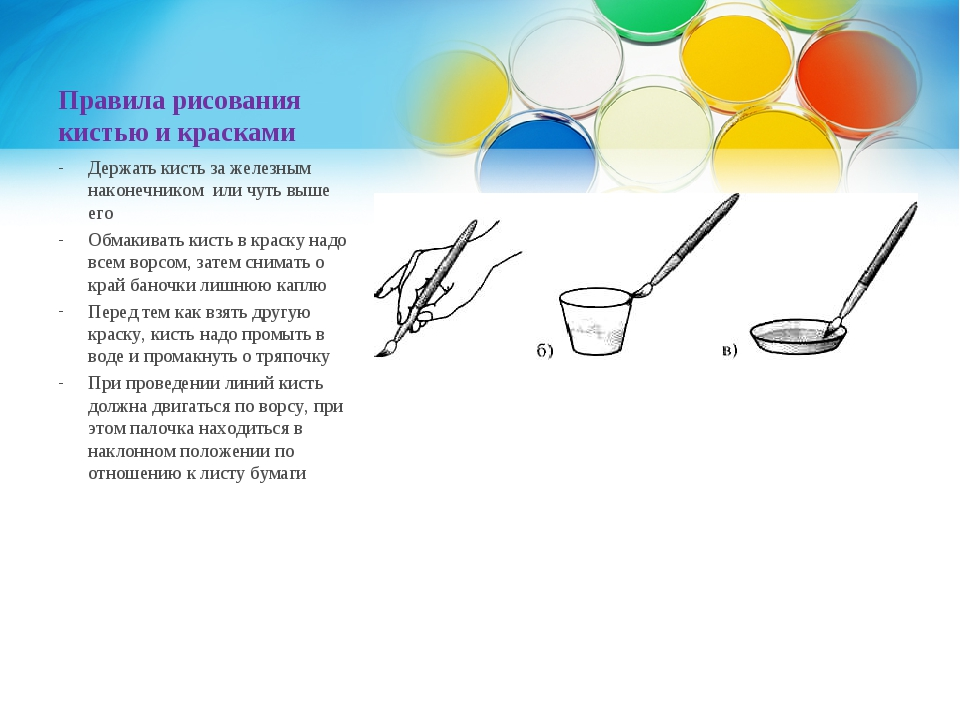 Правила рисования
кистью и красками
- Держать кисть за железным
наконечником или чуть выше
его
- Обмакивать кисть в краску надо
всем ворсом, затем снимать о
край баночки лишнюю каплю
- Перед тем как взять другую
краску, кисть надо промыть в
воде и промакнуть о тряпочку
- При проведении линий кисть
должна двигаться по ворсу, при
этом палочка находиться в
наклонном положении по
отношению к листу бумаги
б)
в)